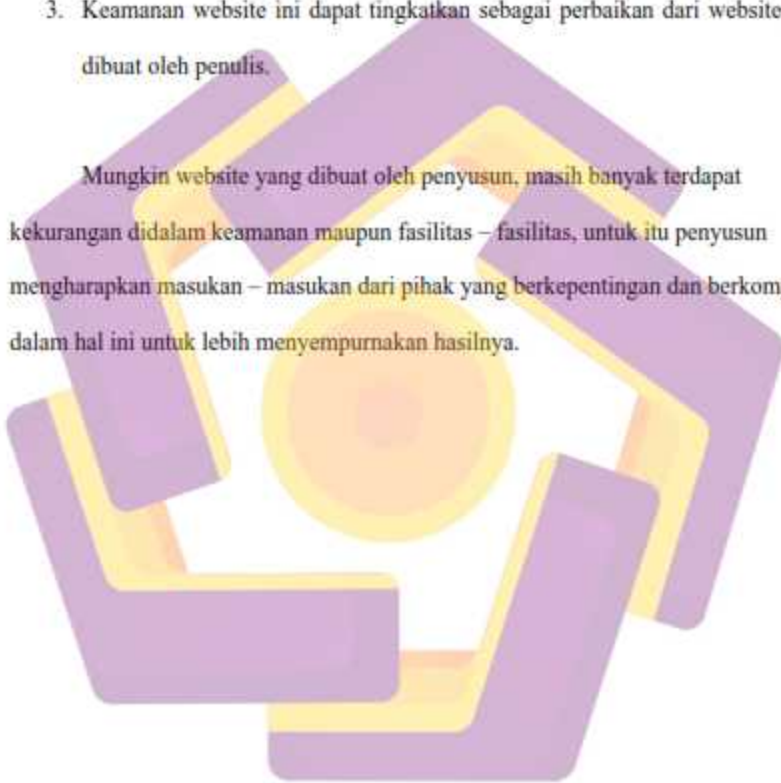 3. Keamanan website ini dapat tingkatkan sebagai perbaikan dari website
dibuat oleh penulis.
Mungkin website yang dibuat oleh penyusun, masih banyak terdapat
kekurangan didalam keamanan maupun fasilitas – fasilitas, untuk itu penyusun
mengharapkan masukan – masukan dari pihak yang berkepentingan dan berkom
dalam hal ini untuk lebih menyempurnakan hasilnya.